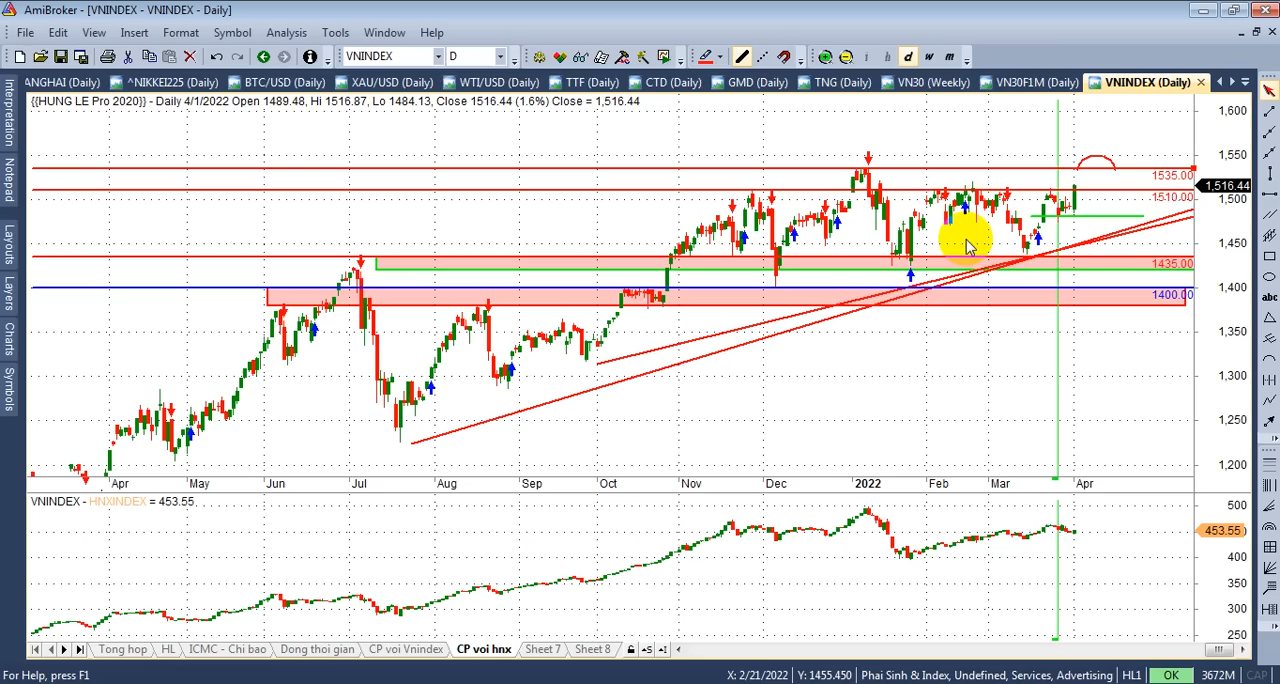 AmiBroker - [VNINDEX - VNINDEX - Daily]
File Edit View Insert Format Symbol Analysis Tools Window Help
VNINDEX D i h d w m
ANGHAI (Daily) ^NIKKEI225 (Daily) BTC/USD (Daily) XAU/USD (Daily) WTI/USD (Daily) TTF (Daily) CTD (Daily) GMD (Daily) TNG (Daily) VN30 (Weekly) VN30F1M (Daily) VNINDEX (Daily)
{{HUNG LE Pro 2020}} - Daily 4/1/2022 Open 1489.48, Hi 1516.87, Lo 1484.13, Close 1516.44 (1.6%) Close = 1,516.44
Interpretation
Notepad
Layouts
Layers
Charts
Symbols
1,600
1,550
1535.00
1,516.44
1510.00 1,500
1,450
1435.00
1400.00 1,400
1,350
1,300
1,250
1,200
abc
Apr May Jun Jul Aug Sep Oct Nov Dec 2022 Feb Mar Apr
VNINDEX - HNXINDEX = 453.55
500
453.55
400
350
300
250
Tong hop HL ICMC - Chi bao Dong thoi gian CP voi Vnindex CP voi hnx Sheet 7 Sheet 8
For Help, press F1 X: 2/21/2022 Y: 1455.450 Phai Sinh & Index, Undefined, Services, Advertising HL1 OK 3672M CAP